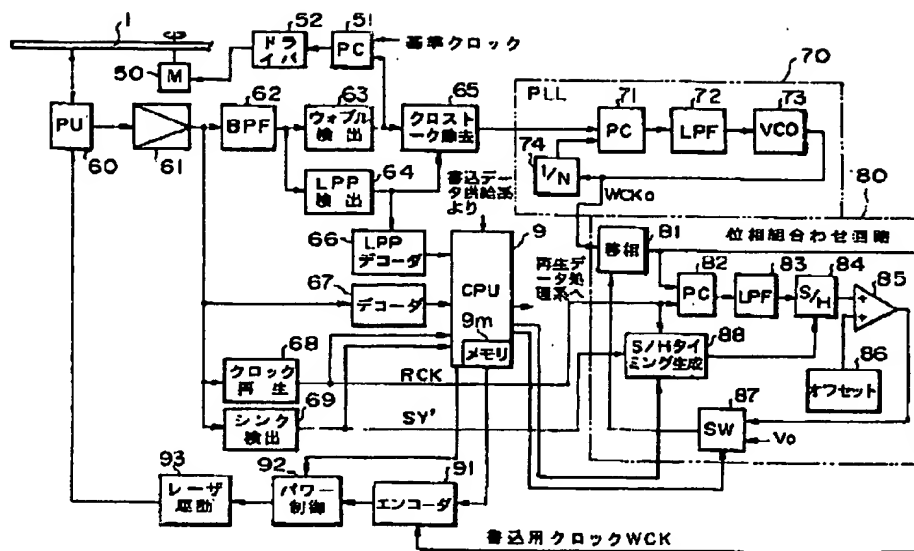 1
52
51
ドライバ
PC
基準クロック
50
M
70
PLL
62
63
65
71
72
73
PU
BPF
ウォブル検出
クロストーク除去
PC
LPF
VCO
60
61
64
74
1/N
80
LPP検出
書込データ供給系より
WCKo
66
9
81
位相組合わせ回路
LPPデコーダ
移相
82
83
84
85
67
CPU
再生データ処理系へ
PC
LPF
S/H
デコーダ
9m
88
メモリ
S/Hタイミング生成
86
68
クロック再生
RCK
オフセット
69
87
シンク検出
SY'
SW
Vo
93
92
91
レーザ駆動
パワー制御
エンコーダ
書込用クロックWCK